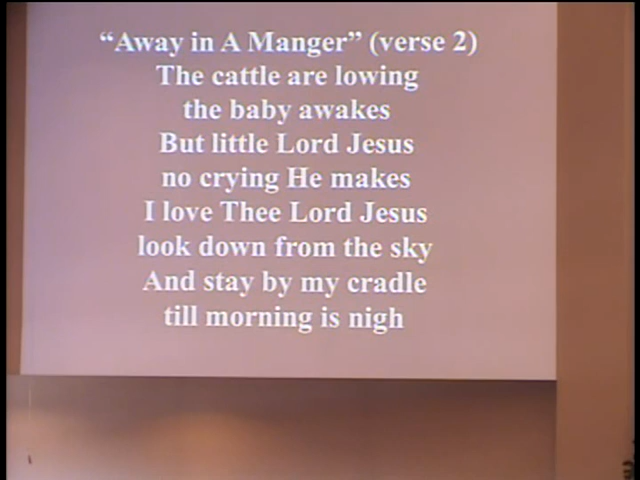 “Away in A Manger” (verse 2)
The cattle are lowing
the baby awakes
But little Lord Jesus
no crying He makes
I love Thee Lord Jesus
look down from the sky
And stay by my cradle
till morning is nigh